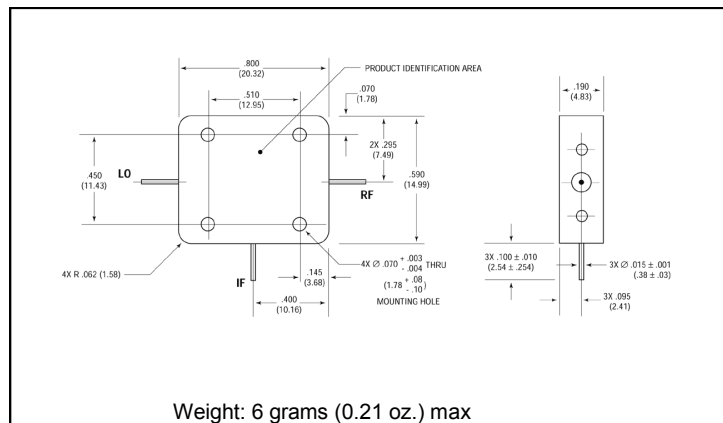 .800
(20.32)
PRODUCT IDENTIFICATION AREA
.190
(4.83)
.510
(12.95)
.070
(1.78)
2X .295
(7.49)
.450
(11.43)
LO
RF
.590
(14.99)
4X R .062 (1.58)
IF
4X Ø .070 + .003 - .004 THRU
(1.78 + .08 - .10)
MOUNTING HOLE
.145
(3.68)
.400
(10.16)
3X .100 ± .010
(2.54 ± .254)
3X Ø .015 ± .001
(.38 ± .03)
3X .095
(2.41)
Weight: 6 grams (0.21 oz.) max